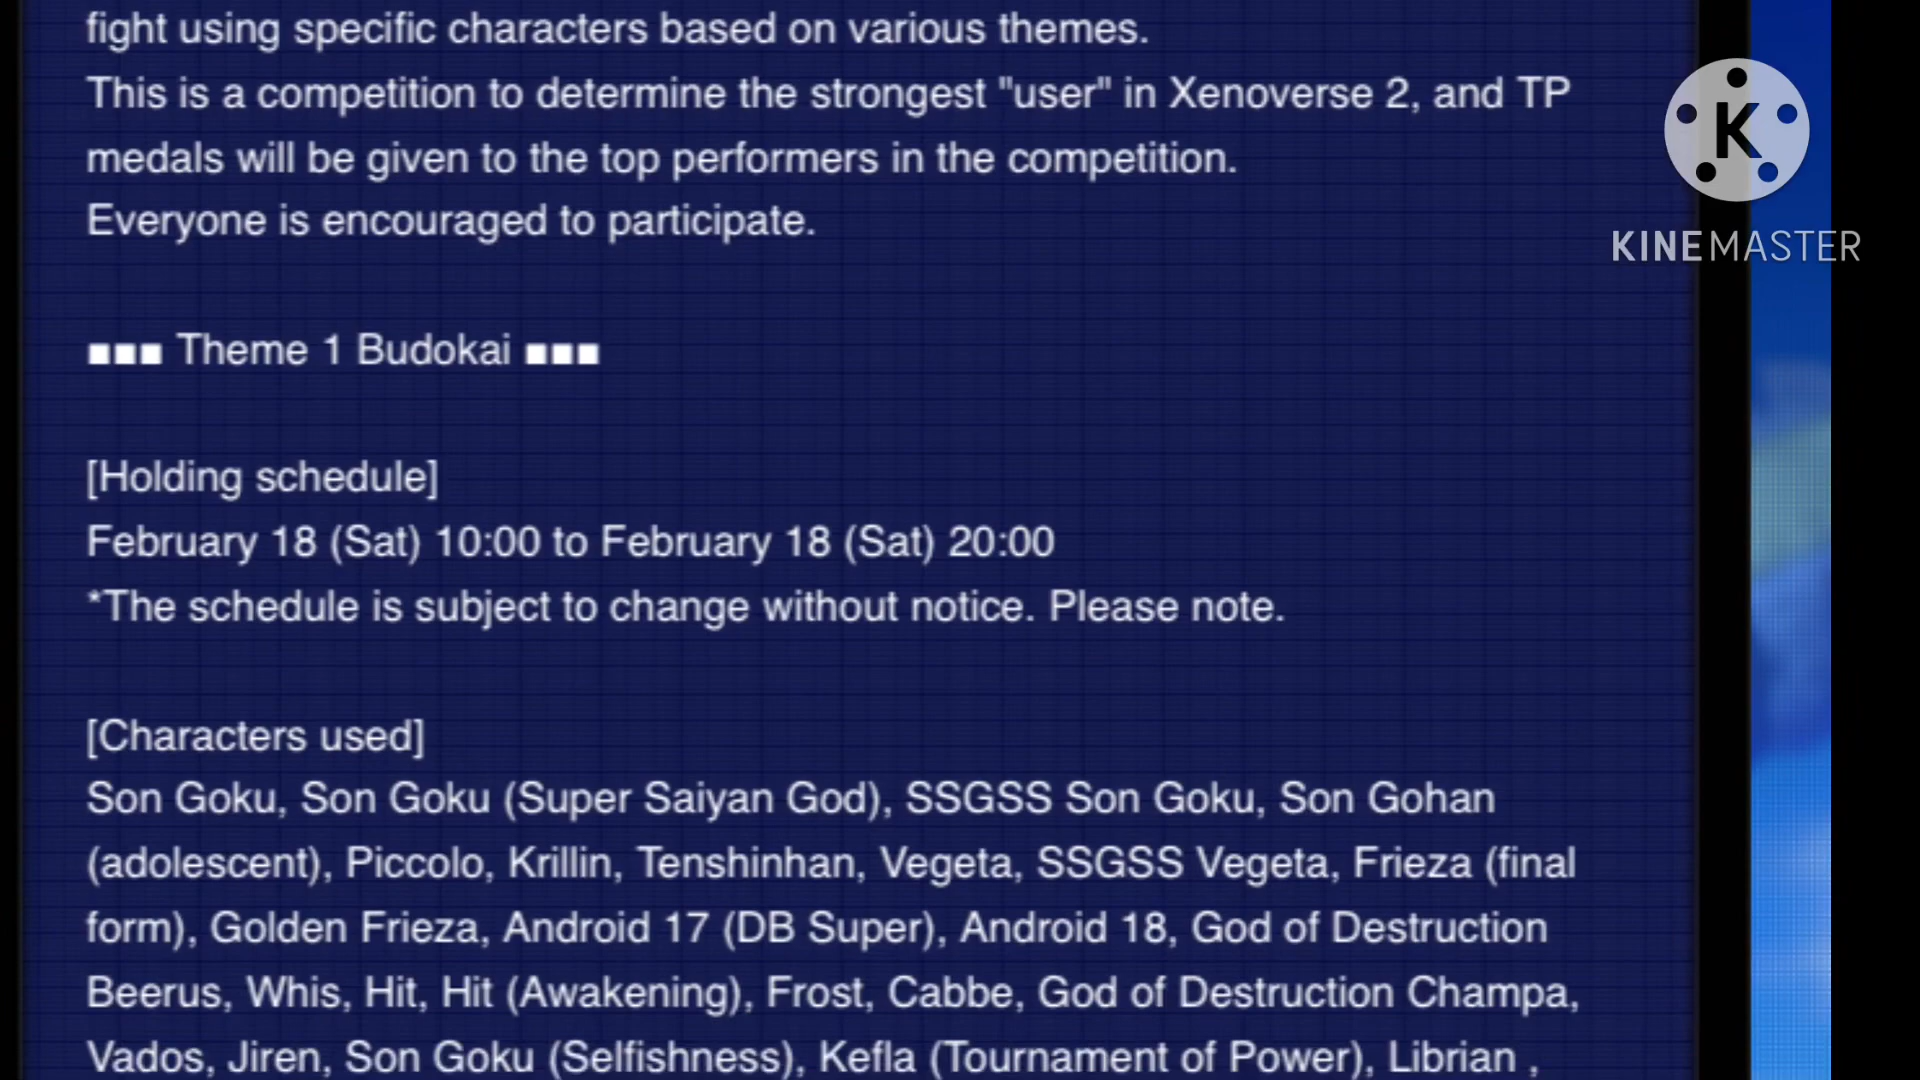 fight using specific characters based on various themes.
This is a competition to determine the strongest "user" in Xenoverse 2, and TP
medals will be given to the top performers in the competition.
Everyone is encouraged to participate.
■■■ Theme 1 Budokai ■■■
[Holding schedule]
February 18 (Sat) 10:00 to February 18 (Sat) 20:00
*The schedule is subject to change without notice. Please note.
[Characters used]
Son Goku, Son Goku (Super Saiyan God), SSGSS Son Goku, Son Gohan
(adolescent), Piccolo, Krillin, Tenshinhan, Vegeta, SSGSS Vegeta, Frieza (final
form), Golden Frieza, Android 17 (DB Super), Android 18, God of Destruction
Beerus, Whis, Hit, Hit (Awakening), Frost, Cabbe, God of Destruction Champa,
Vados, Jiren, Son Goku (Selfishness), Kefla (Tournament of Power), Librian ,
K
KINEMASTER